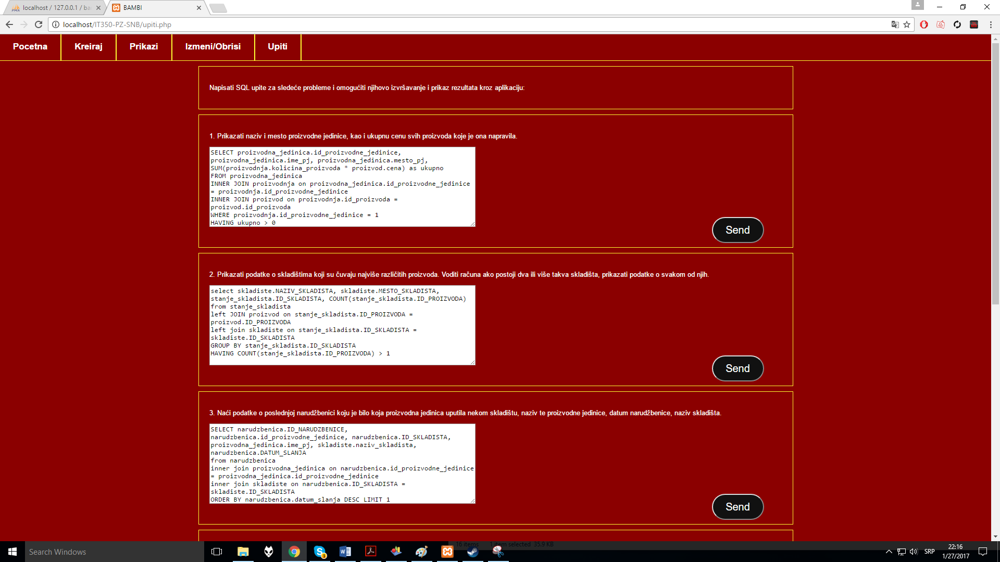 localhost / 127.0.0.1 / ba
BAMBI
localhost/IT350-PZ-SNB/upiti.php
Pocetna
Kreiraj
Prikazi
Izmeni/Obrisi
Upiti
Napisati SQL upite za sledeće probleme i omogućiti njihovo izvršavanje i prikaz rezultata kroz aplikaciju:
1. Prikazati naziv i mesto proizvodne jedinice, kao i ukupnu cenu svih proizvoda koje je ona napravila.
SELECT proizvodna_jedinica.id_proizvodne_jedinice,
proizvodna_jedinica.ime_pj, proizvodna_jedinica.mesto_pj,
SUM(proizvodnja.kolicina_proizvoda * proizvod.cena) as ukupno
FROM proizvodna_jedinica
INNER JOIN proizvodnja on proizvodna_jedinica.id_proizvodne_jedinice
= proizvodnja.id_proizvodne_jedinice
INNER JOIN proizvod on proizvodnja.id_proizvoda =
proizvod.id_proizvoda
WHERE proizvodnja.id_proizvodne_jedinice = 1
HAVING ukupno > 0
Send
2. Prikazati podatke o skladištima koji su čuvaju najviše različitih proizvoda. Voditi računa ako postoji dva ili više takva skladišta, prikazati podatke o svakom od njih.
select skladiste.NAZIV_SKLADISTA, skladiste.MESTO_SKLADISTA,
stanje_skladista.ID_SKLADISTA, COUNT(stanje_skladista.ID_PROIZVODA)
from stanje_skladista
left JOIN proizvod on stanje_skladista.ID_PROIZVODA =
proizvod.ID_PROIZVODA
left join skladiste on stanje_skladista.ID_SKLADISTA =
skladiste.ID_SKLADISTA
GROUP BY stanje_skladista.ID_SKLADISTA
HAVING COUNT(stanje_skladista.ID_PROIZVODA) > 1
Send
3. Naći podatke o poslednjoj narudžbenici koju je bilo koja proizvodna jedinica uputila nekom skladištu, naziv te proizvodne jedinice, datum narudžbenice, naziv skladišta.
SELECT narudzbenica.ID_NARUDZBENICE,
narudzbenica.id_proizvodne_jedinice, narudzbenica.ID_SKLADISTA,
proizvodna_jedinica.ime_pj, skladiste.naziv_skladista,
narudzbenica.DATUM_SLANJA
from narudzbenica
inner join proizvodna_jedinica on narudzbenica.id_proizvodne_jedinice
= proizvodna_jedinica.id_proizvodne_jedinice
inner join skladiste on narudzbenica.ID_SKLADISTA =
skladiste.ID_SKLADISTA
ORDER BY narudzbenica.datum_slanja DESC LIMIT 1
Send
16 items 1 item selected 35.9 KB
Search Windows
1
SRP
22:16
1/27/2017